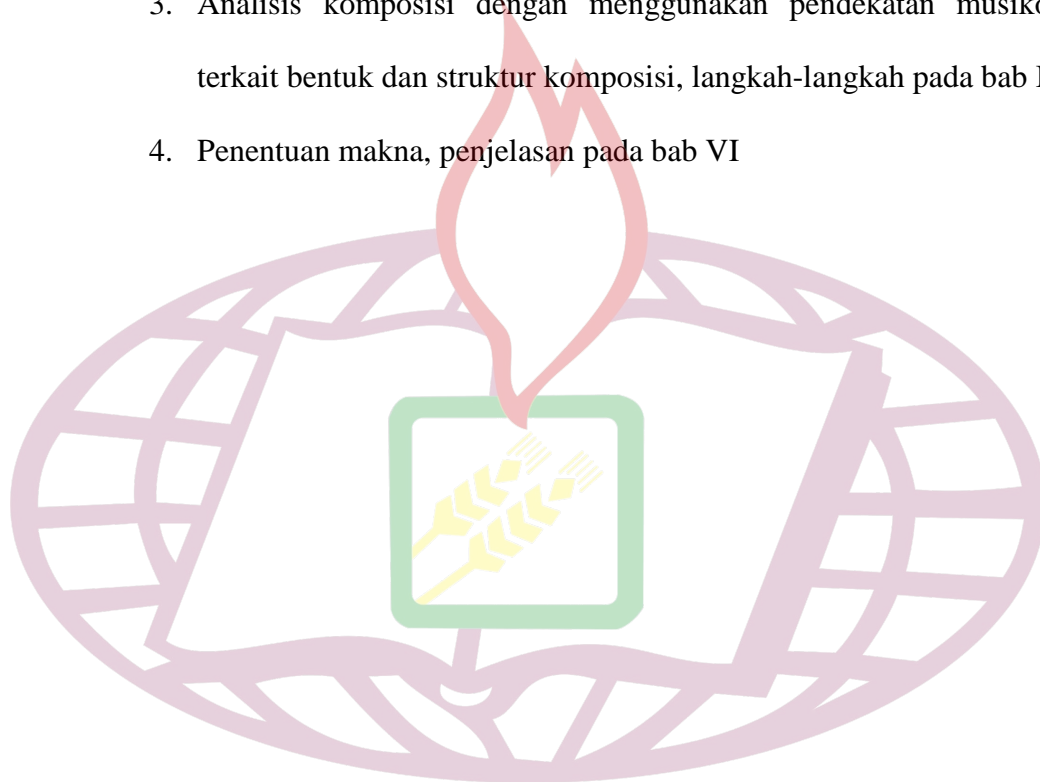 3. Analisis komposisi dengan menggunakan pendekatan
terkait bentuk dan struktur komposisi, langkah-langkah pada bab
4. Penentuan makna, penjelasan pada bab VI